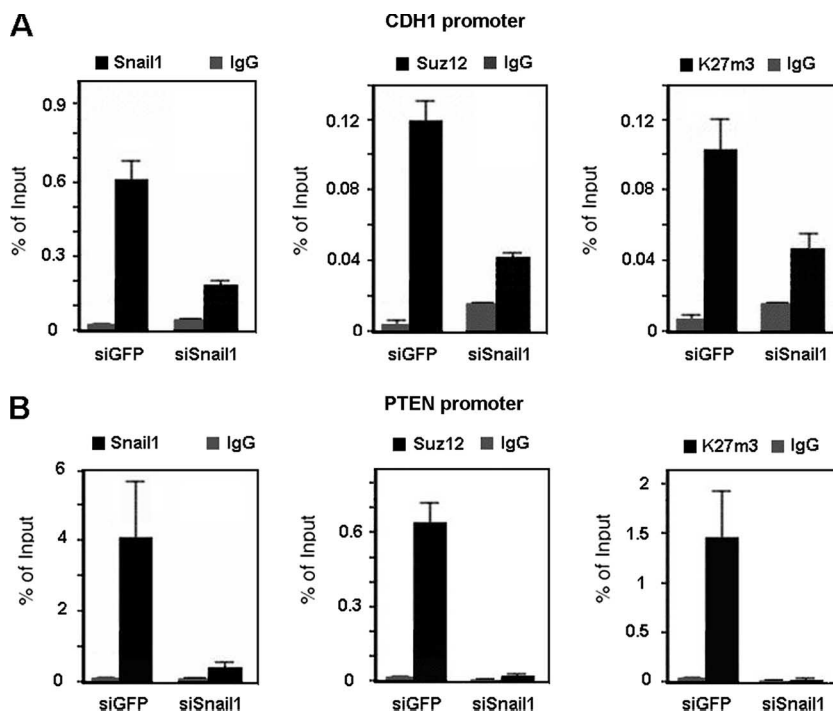 A
CDH1 promoter
Snail1 IgG
Suz12 IgG
K27m3 IgG
% of Input
0.9
0.6
0.3
0
siGFP siSnail1
% of Input
0.12
0.08
0.04
0
siGFP siSnail1
% of Input
0.12
0.08
0.04
0
siGFP siSnail1
B
PTEN promoter
Snail1 IgG
Suz12 IgG
K27m3 IgG
% of Input
6
4
2
0
siGFP siSnail1
% of Input
0.6
0.3
0
siGFP siSnail1
% of Input
2
1.5
1
0.5
0
siGFP siSnail1